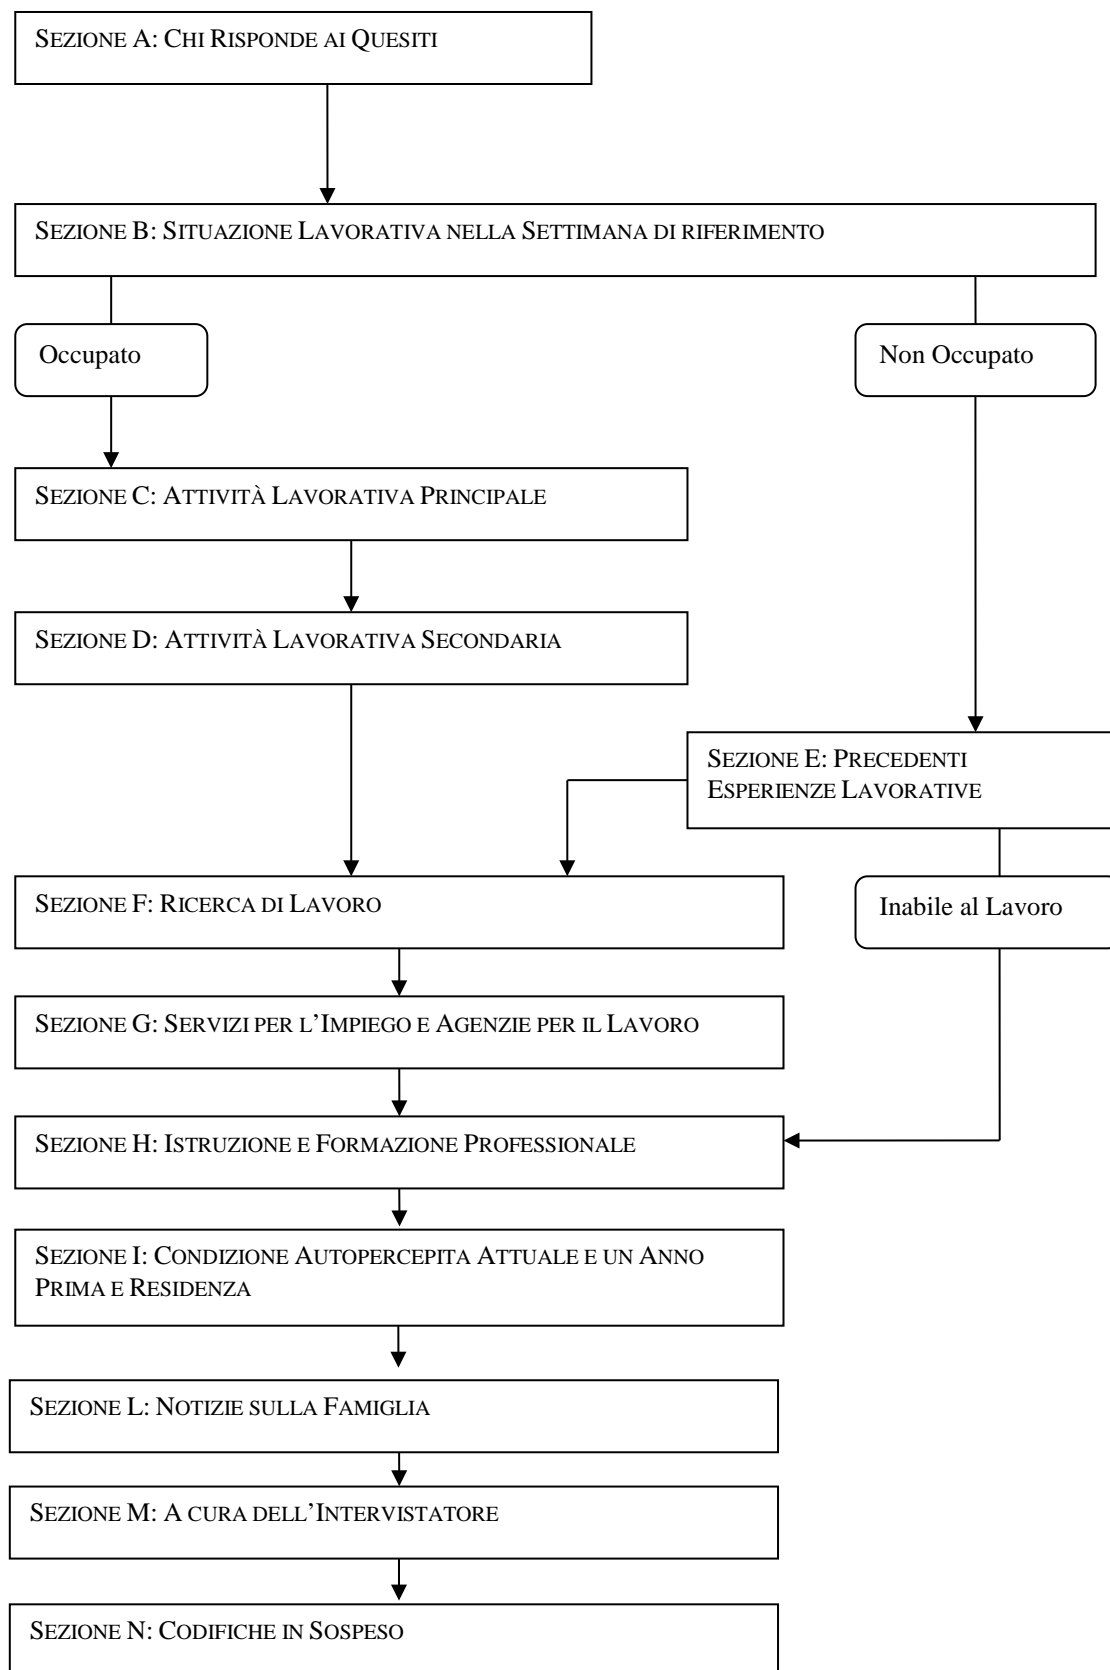 SEZIONE A: CHI RISPONDE AI QUESITI
SEZIONE B: SITUAZIONE LAVORATIVA NELLA SETTIMANA DI RIFERIMENTO
Occupato
Non Occupato
SEZIONE C: ATTIVITÀ LAVORATIVA PRINCIPALE
SEZIONE D: ATTIVITÀ LAVORATIVA SECONDARIA
SEZIONE E: PRECEDENTI
ESPERIENZE LAVORATIVE
SEZIONE F: RICERCA DI LAVORO
Inabile al Lavoro
SEZIONE G: SERVIZI PER L’IMPIEGO E AGENZIE PER IL LAVORO
SEZIONE H: ISTRUZIONE E FORMAZIONE PROFESSIONALE
SEZIONE I: CONDIZIONE AUTOPERCEPITA ATTUALE E UN ANNO
PRIMA E RESIDENZA
SEZIONE L: NOTIZIE SULLA FAMIGLIA
SEZIONE M: A CURA DELL’INTERVISTATORE
SEZIONE N: CODIFICHE IN SOSPESO